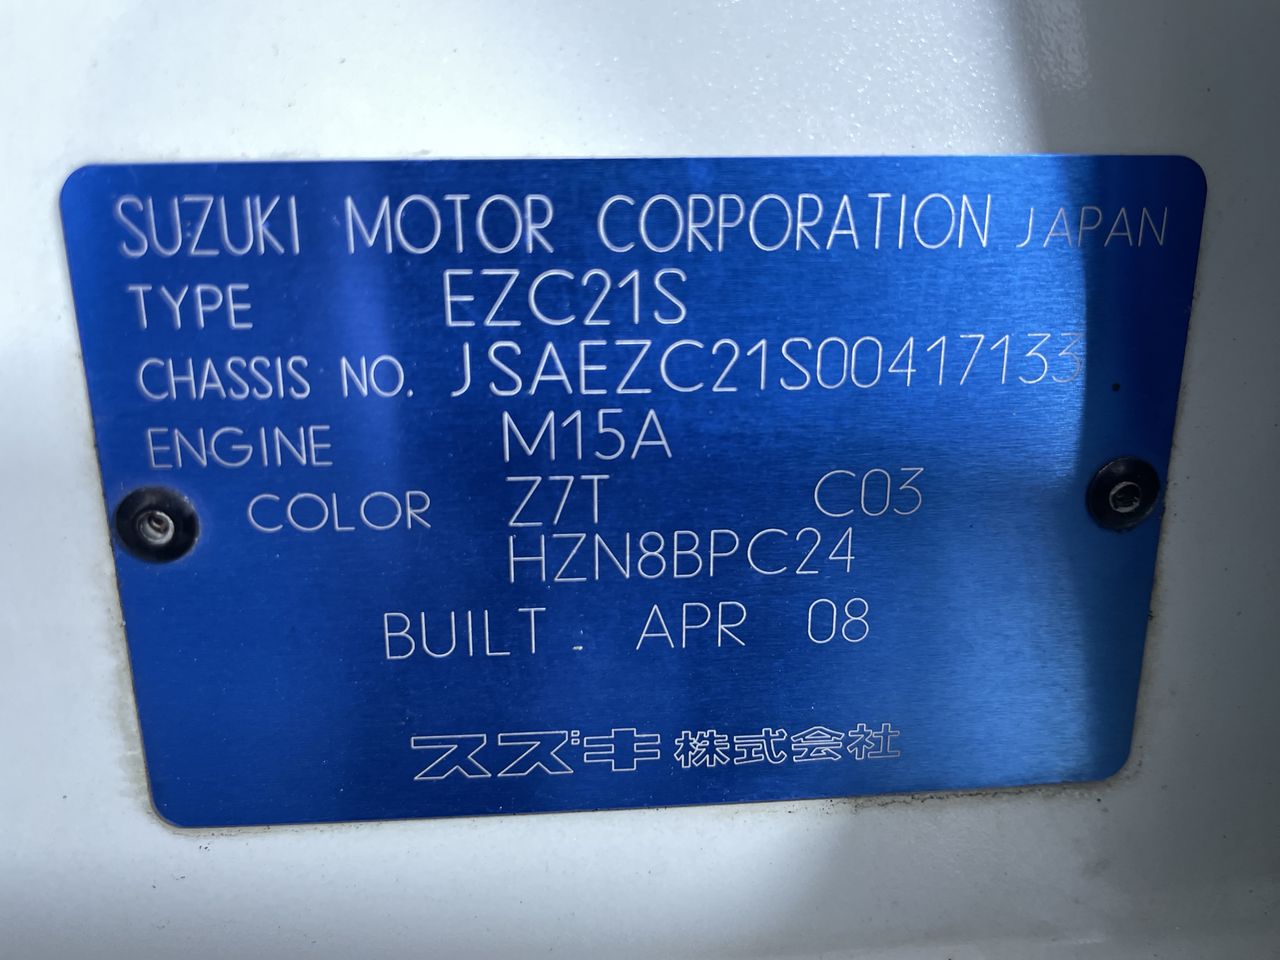 SUZUKI MOTOR CORPORATION JAPAN
TYPE EZC21S
CHASSIS NO. JSAEZC21S00417133
ENGINE M15A
COLOR Z7T C03
HZN8BPC24
BUILT. APR 08
スズキ株式会社